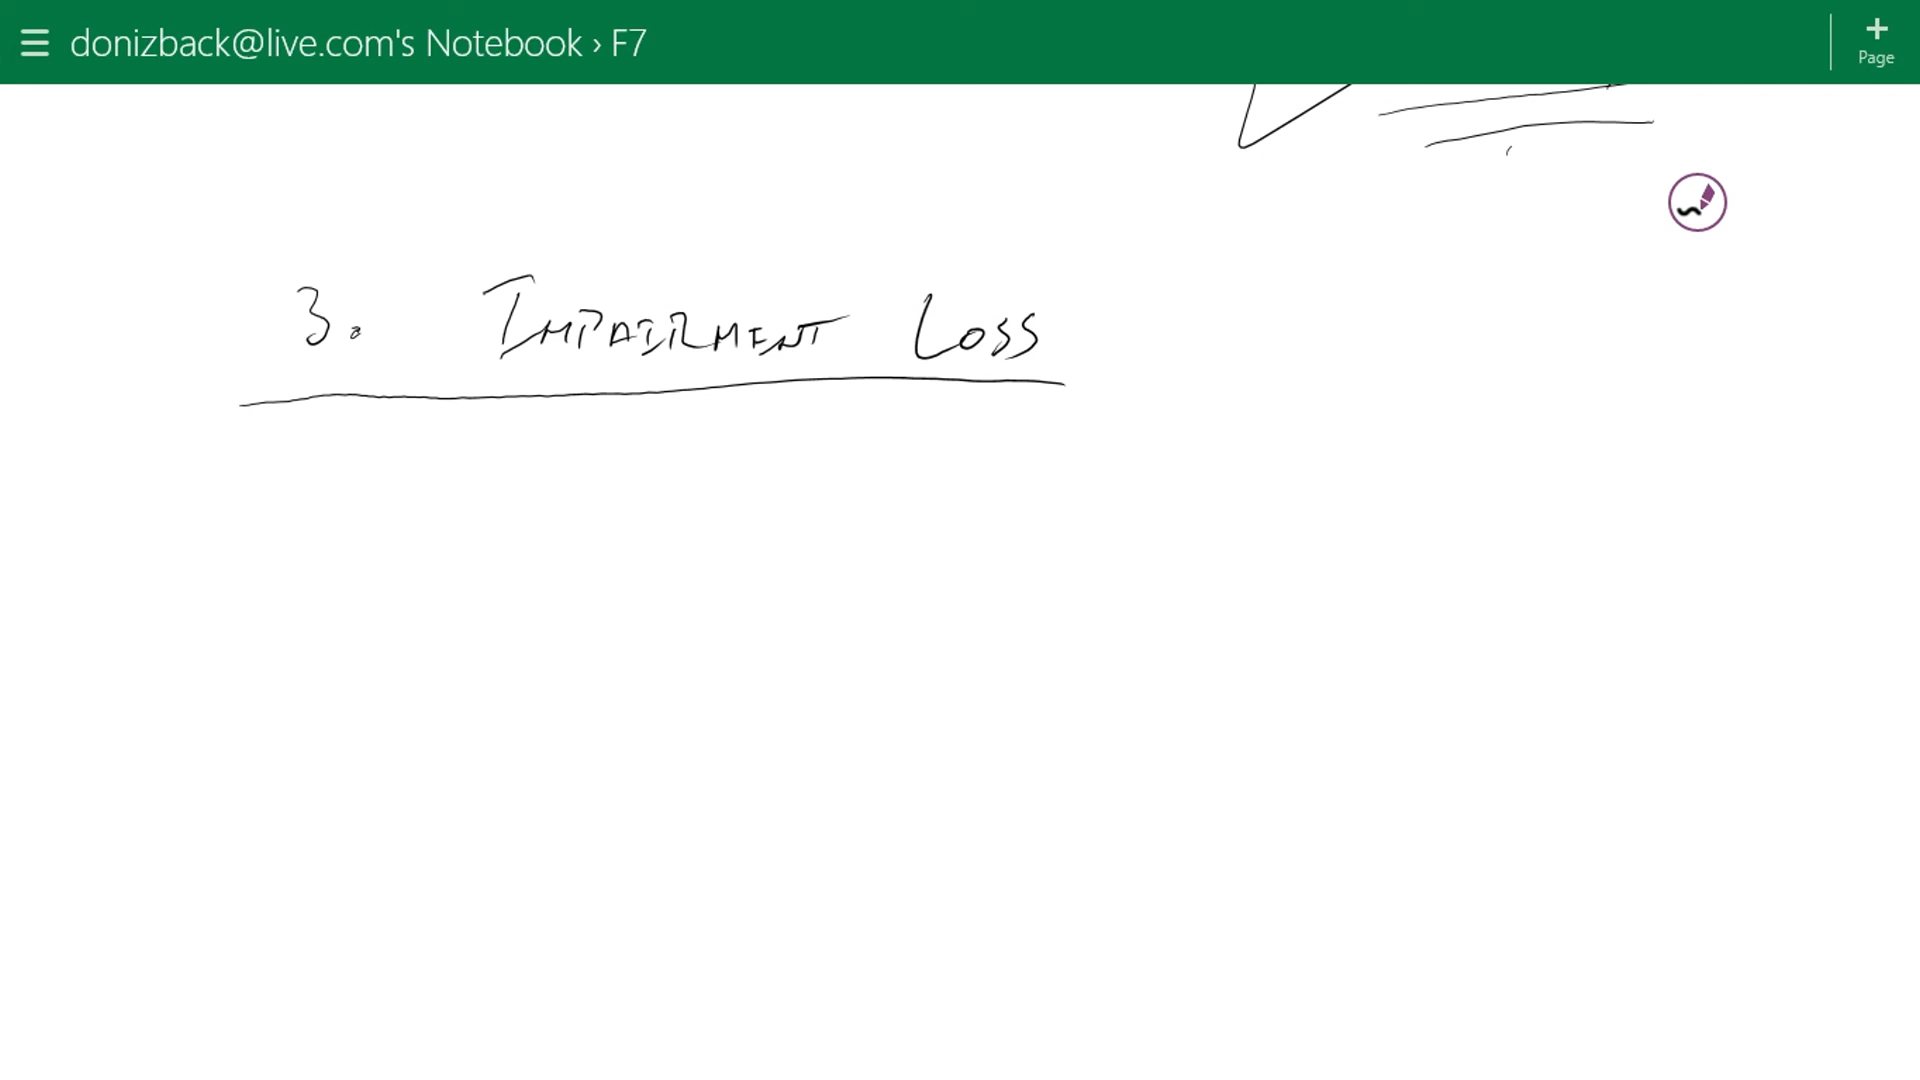 donizback@live.com's Notebook › F7
+
Page
3. IMPAIRMENT LOSS